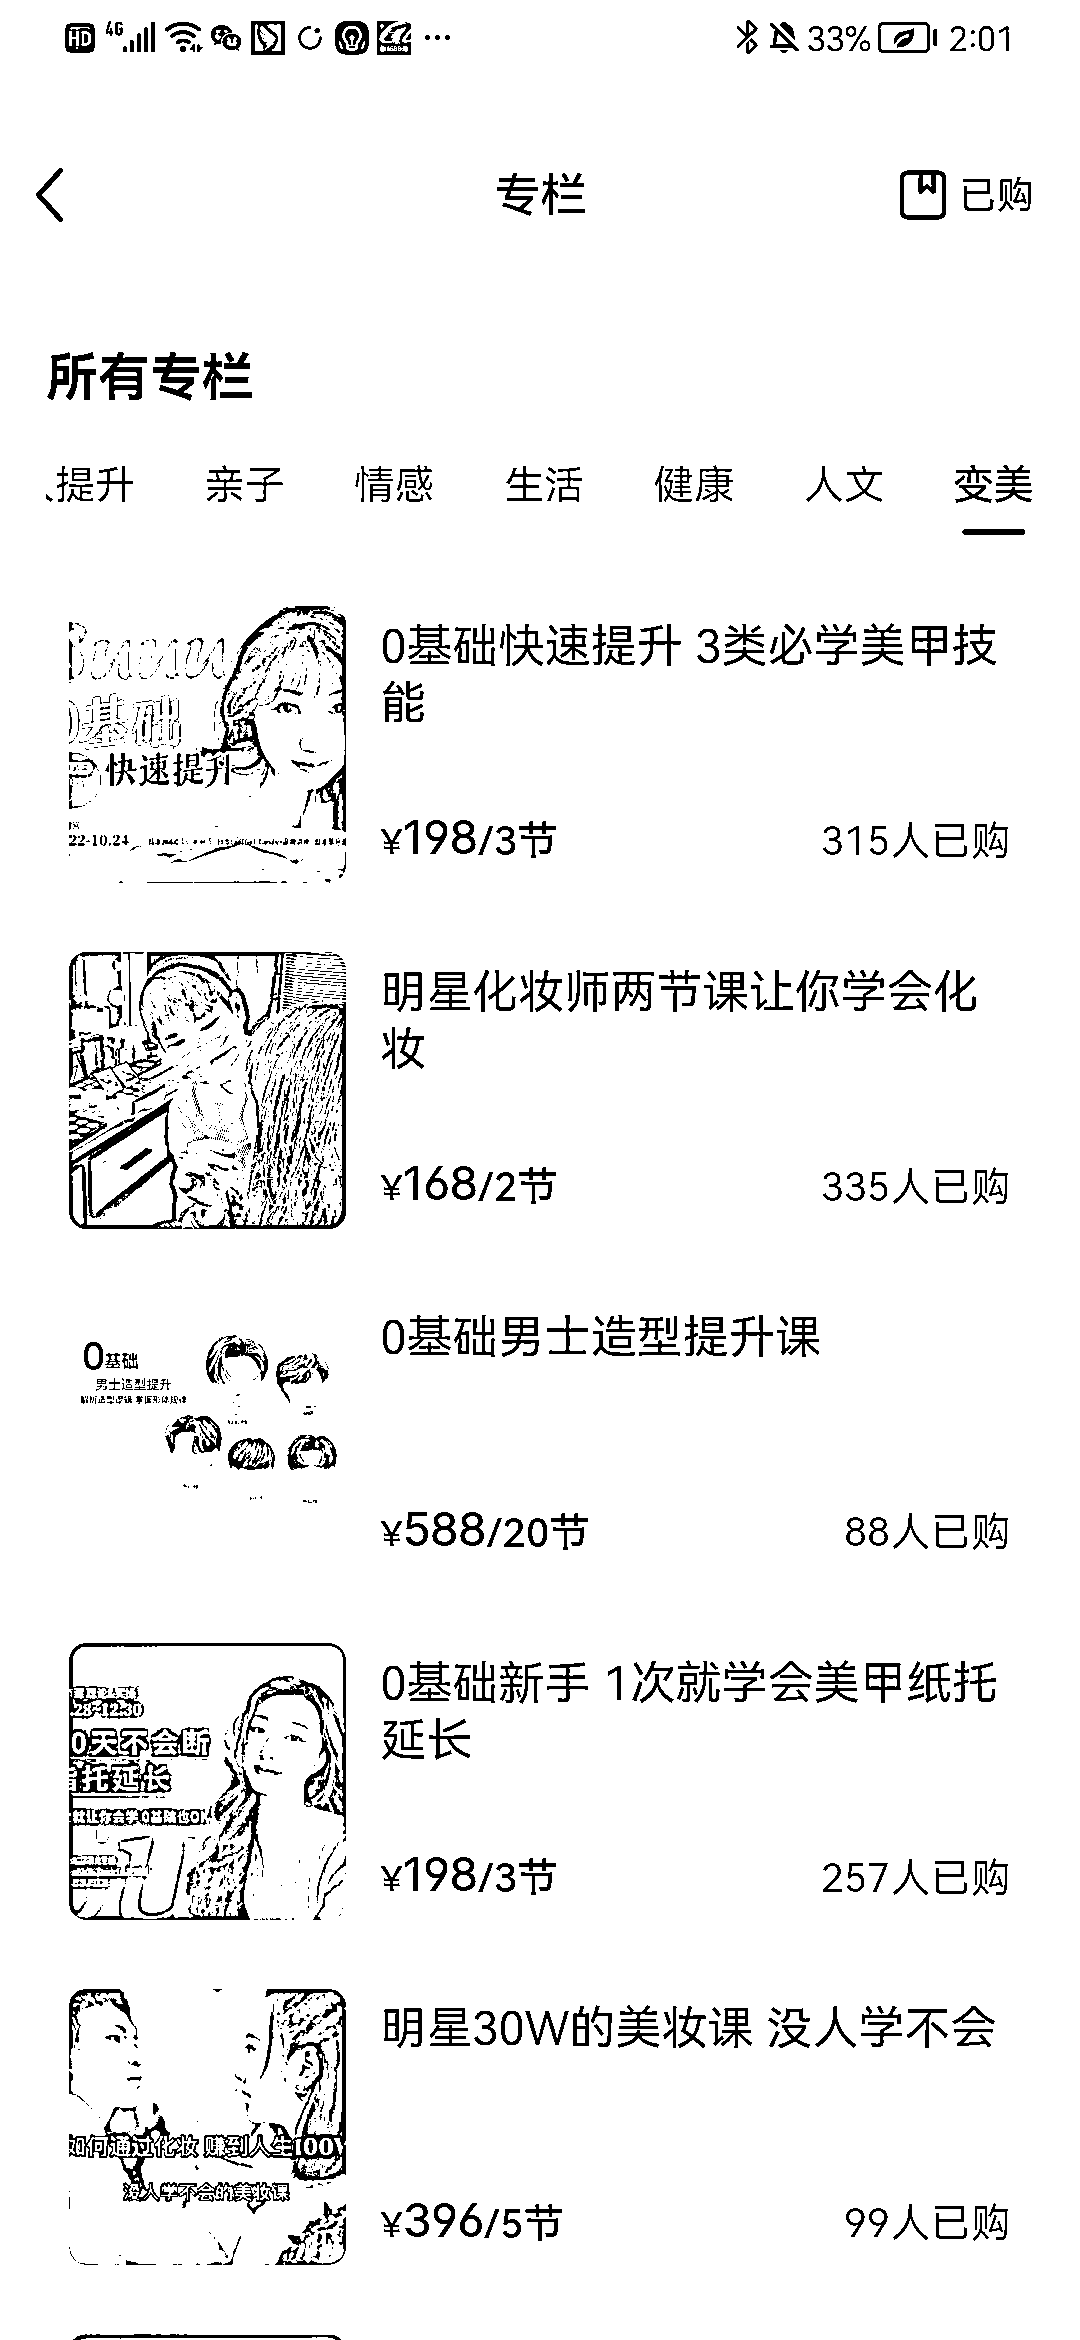 HD 4G 33% 2:01
专栏 已购
所有专栏
提升 亲子 情感 生活 健康 人文 变美
0基础
快速提升
22-10.24
0基础快速提升 3类必学美甲技
能
¥198/3节 315人已购
明星化妆师两节课让你学会化
妆
¥168/2节 335人已购
0基础
男士造型提升
0基础男士造型提升课
¥588/20节 88人已购
0天不会断
托延长
0基础新手 1次就学会美甲纸托
延长
¥198/3节 257人已购
如何通过化妆 赚到人生100
没人学不会的美妆课
明星30W的美妆课 没人学不会
¥396/5节 99人已购